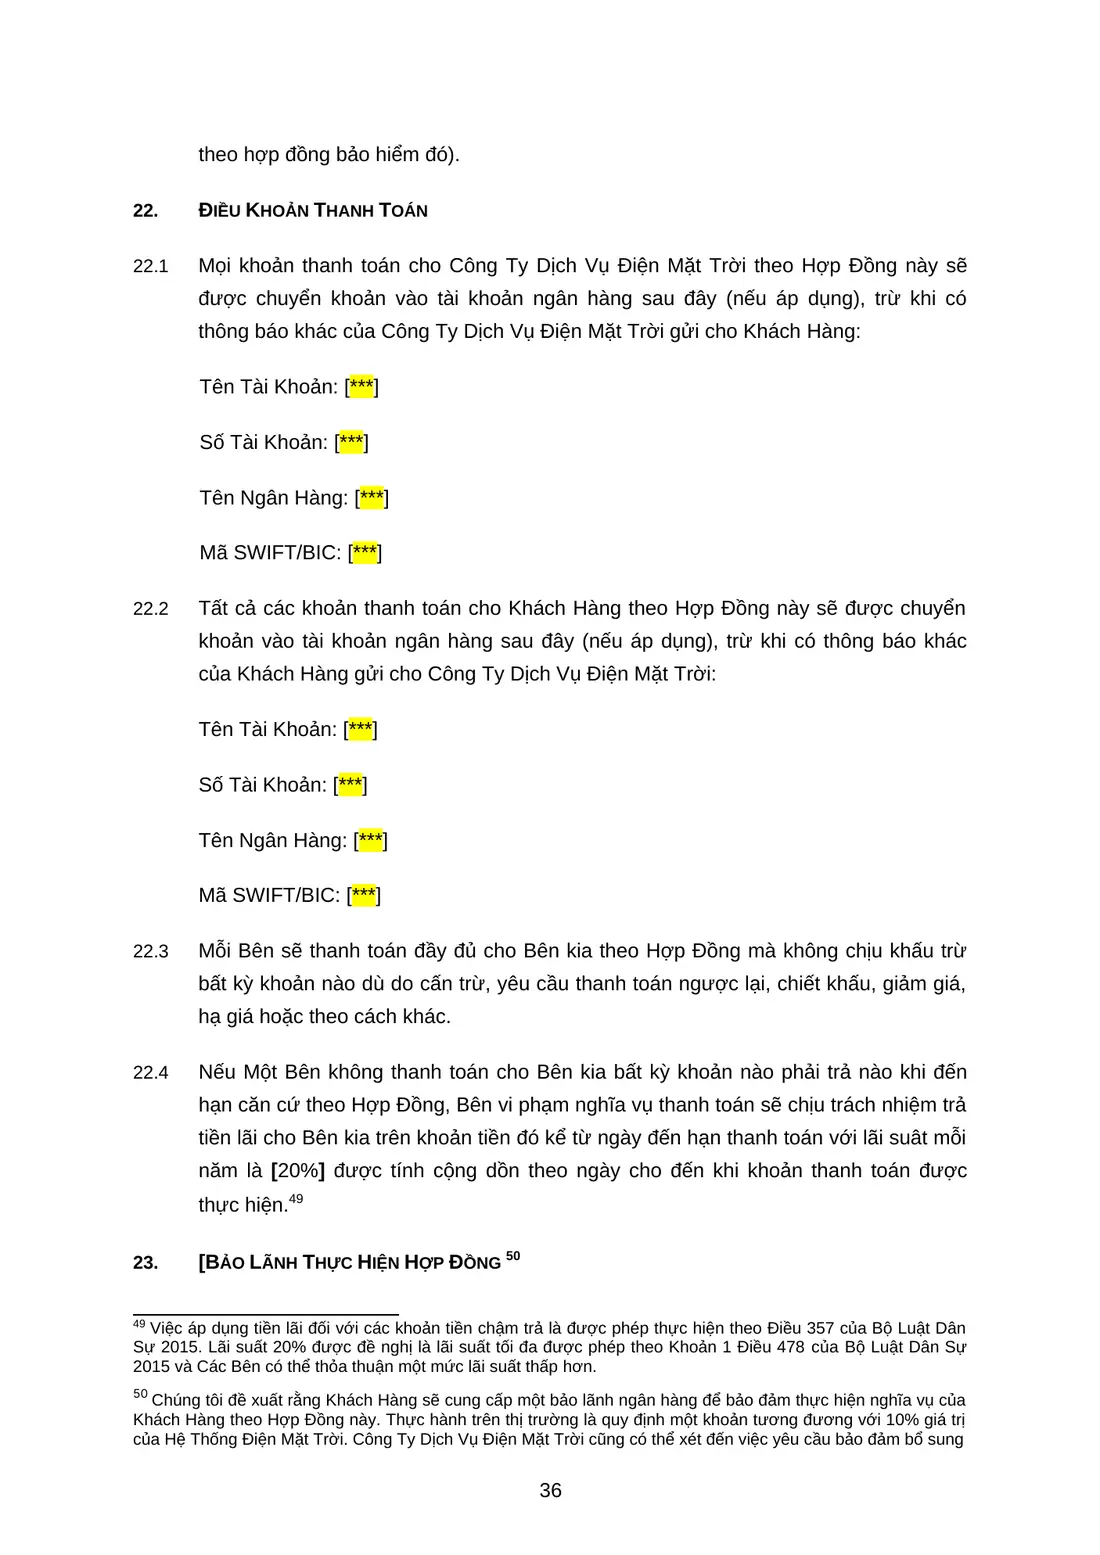 theo hợp đồng bảo hiểm đó).
22. ĐIỀU KHOẢN THANH TOÁN
22.1 Mọi khoản thanh toán cho Công Ty Dịch Vụ Điện Mặt Trời theo Hợp Đồng này sẽ
được chuyển khoản vào tài khoản ngân hàng sau đây (nếu áp dụng), trừ khi có
thông báo khác của Công Ty Dịch Vụ Điện Mặt Trời gửi cho Khách Hàng:
Tên Tài Khoản: [***]
Số Tài Khoản: [***]
Tên Ngân Hàng: [***]
Mã SWIFT/BIC: [***]
22.2 Tất cả các khoản thanh toán cho Khách Hàng theo Hợp Đồng này sẽ được chuyển
khoản vào tài khoản ngân hàng sau đây (nếu áp dụng), trừ khi có thông báo khác
của Khách Hàng gửi cho Công Ty Dịch Vụ Điện Mặt Trời:
Tên Tài Khoản: [***]
Số Tài Khoản: [***]
Tên Ngân Hàng: [***]
Mã SWIFT/BIC: [***]
22.3 Mỗi Bên sẽ thanh toán đầy đủ cho Bên kia theo Hợp Đồng mà không chịu khấu trừ
bất kỳ khoản nào dù do cấn trừ, yêu cầu thanh toán ngược lại, chiết khấu, giảm giá,
hạ giá hoặc theo cách khác.
22.4 Nếu Một Bên không thanh toán cho Bên kia bất kỳ khoản nào phải trả nào khi đến
hạn căn cứ theo Hợp Đồng, Bên vi phạm nghĩa vụ thanh toán sẽ chịu trách nhiệm trả
tiền lãi cho Bên kia trên khoản tiền đó kể từ ngày đến hạn thanh toán với lãi suât mỗi
năm là [20%] được tính cộng dồn theo ngày cho đến khi khoản thanh toán được
thực hiện.49
23. [BẢO LÃNH THỰC HIỆN HỢP ĐỒNG 50
49 Việc áp dụng tiền lãi đối với các khoản tiền chậm trả là được phép thực hiện theo Điều 357 của Bộ Luật Dân
Sự 2015. Lãi suất 20% được đề nghị là lãi suất tối đa được phép theo Khoản 1 Điều 478 của Bộ Luật Dân Sự
2015 và Các Bên có thể thỏa thuận một mức lãi suất thấp hơn.
50 Chúng tôi đề xuất rằng Khách Hàng sẽ cung cấp một bảo lãnh ngân hàng để bảo đảm thực hiện nghĩa vụ của
Khách Hàng theo Hợp Đồng này. Thực hành trên thị trường là quy định một khoản tương đương với 10% giá trị
của Hệ Thống Điện Mặt Trời. Công Ty Dịch Vụ Điện Mặt Trời cũng có thể xét đến việc yêu cầu bảo đảm bổ sung
36